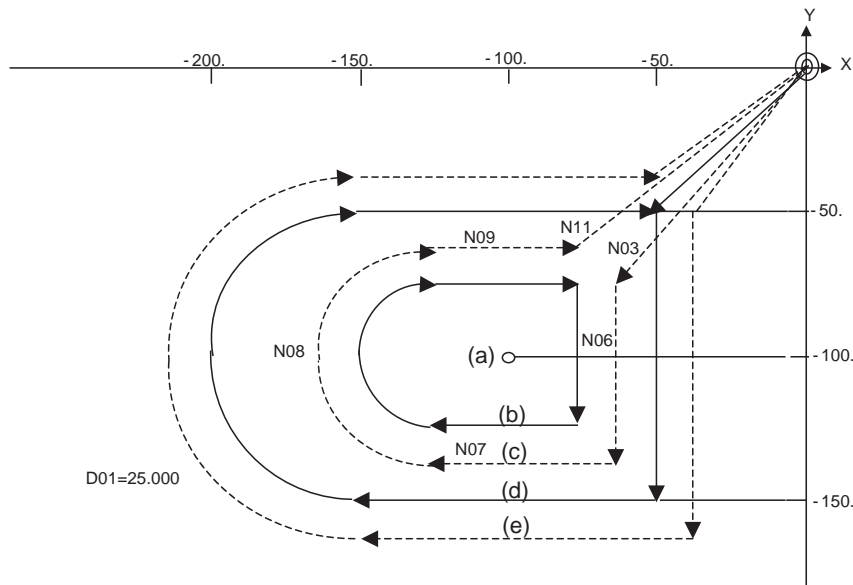 Y
-200.
-150.
-100.
-50.
X
-50.
N09
N11
N03
N08
(a)
N06
-100.
(b)
N07
(c)
D01=25.000
(d)
-150.
(e)